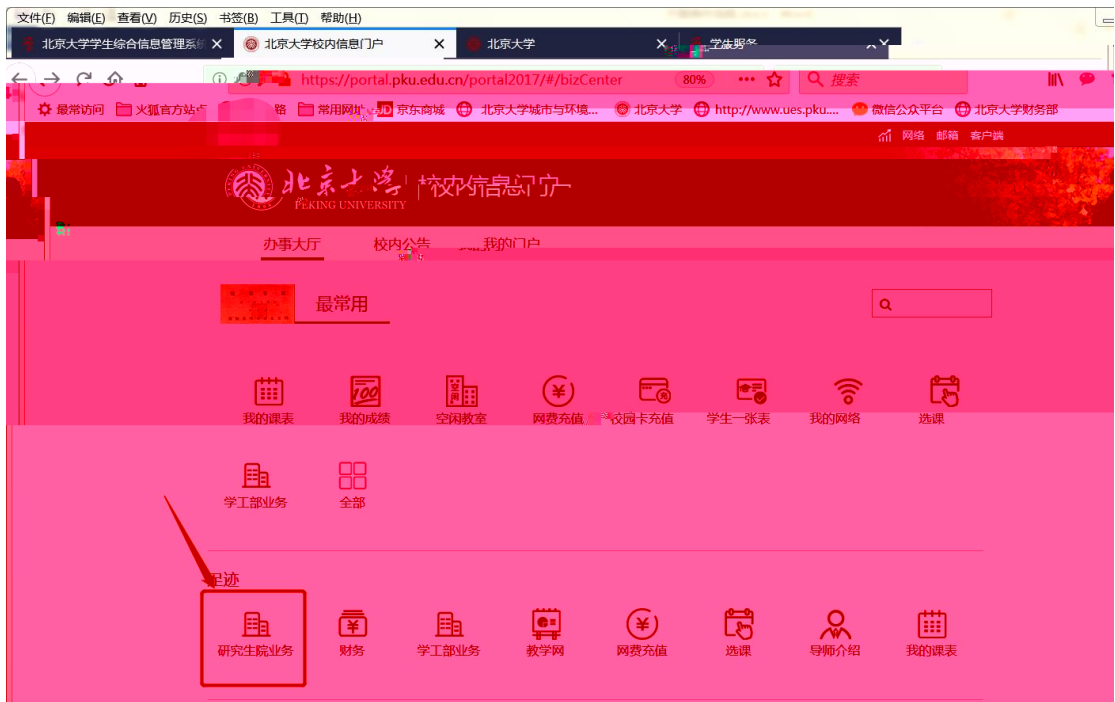 文件(F) 编辑(E) 查看(V) 历史(S) 书签(B) 工具(T) 帮助(H)
北京大学学生综合信息管理系统 北京大学校内信息门户 北京大学
https://portal.pku.edu.cn/portal2017/#/bizCenter 80% 搜索
最常访问 火狐官方站点 常用网址 京东商城 北京大学城市与环境... 北京大学 http://www.ues.pku.... 微信公众平台 北京大学财务部
网络 邮箱 客户端
北京大学 校内信息门户
PEKING UNIVERSITY
办事大厅 校内公告 我的门户
最常用
我的课表 我的成绩 空闲教室 网费充值 校园卡充值 学生一张表 我的网络 选课
学工部业务 全部
足迹
研究生院业务 财务 学工部业务 教学网 网费充值 选课 导师介绍 我的课表